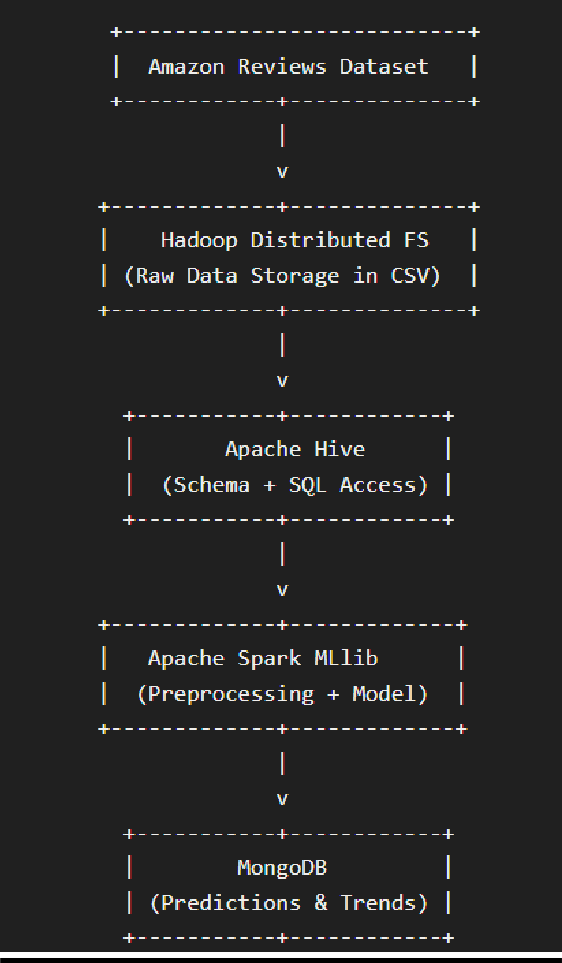 Amazon Reviews Dataset
v
Hadoop Distributed FS
(Raw Data Storage in CSV)
v
Apache Hive
(Schema + SQL Access)
v
Apache Spark MLlib
(Preprocessing + Model)
v
MongoDB
(Predictions & Trends)